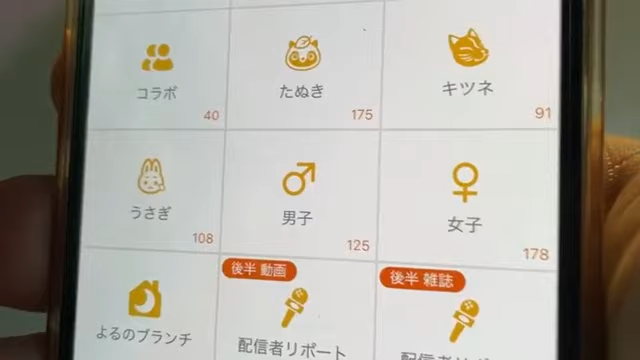 コラボ
40
たぬき
175
キツネ
91
うさぎ
108
男子
125
女子
178
よるのブランチ
後半 動画
配信者リポート
後半 雑誌